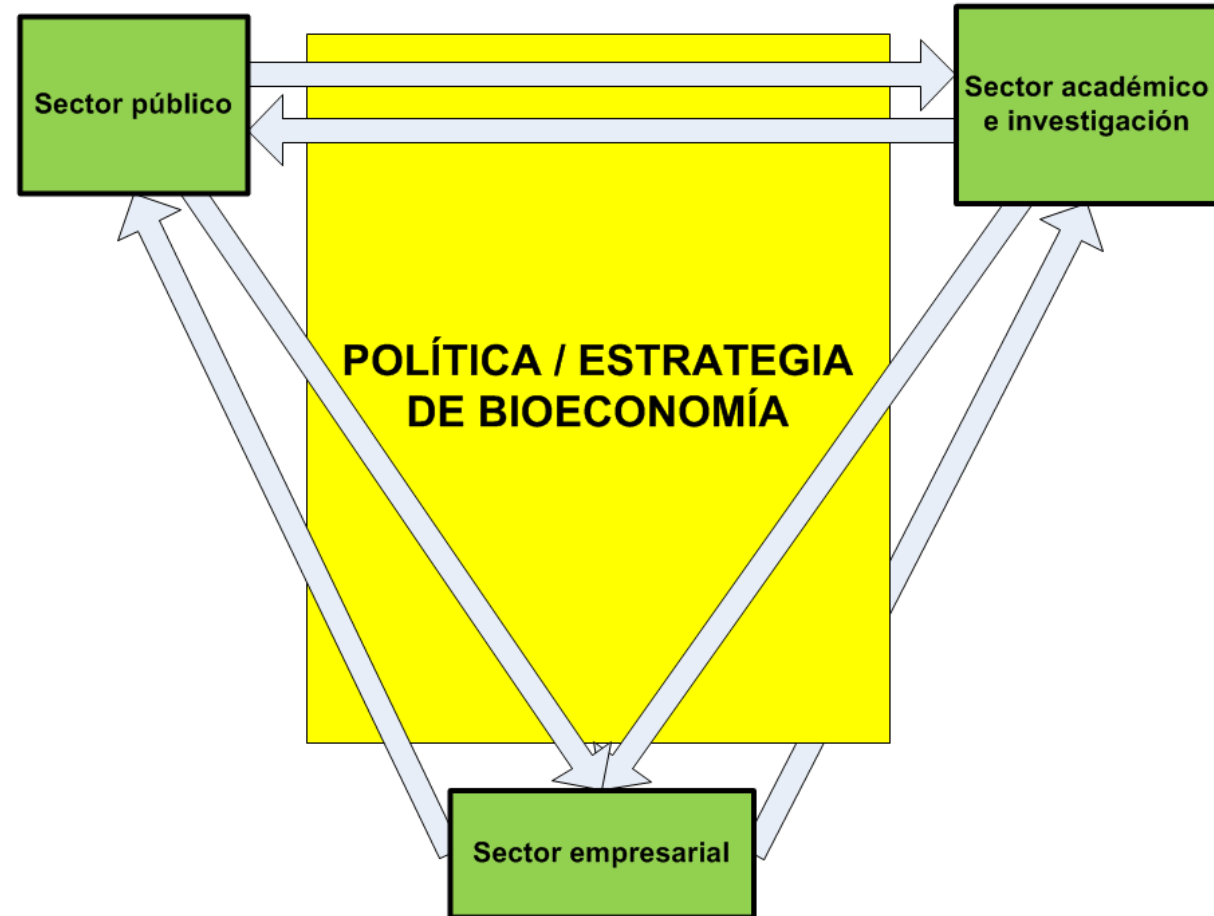 Sector público
Sector académico
e investigación
POLÍTICA / ESTRATEGIA
DE BIOECONOMÍA
Sector empresarial